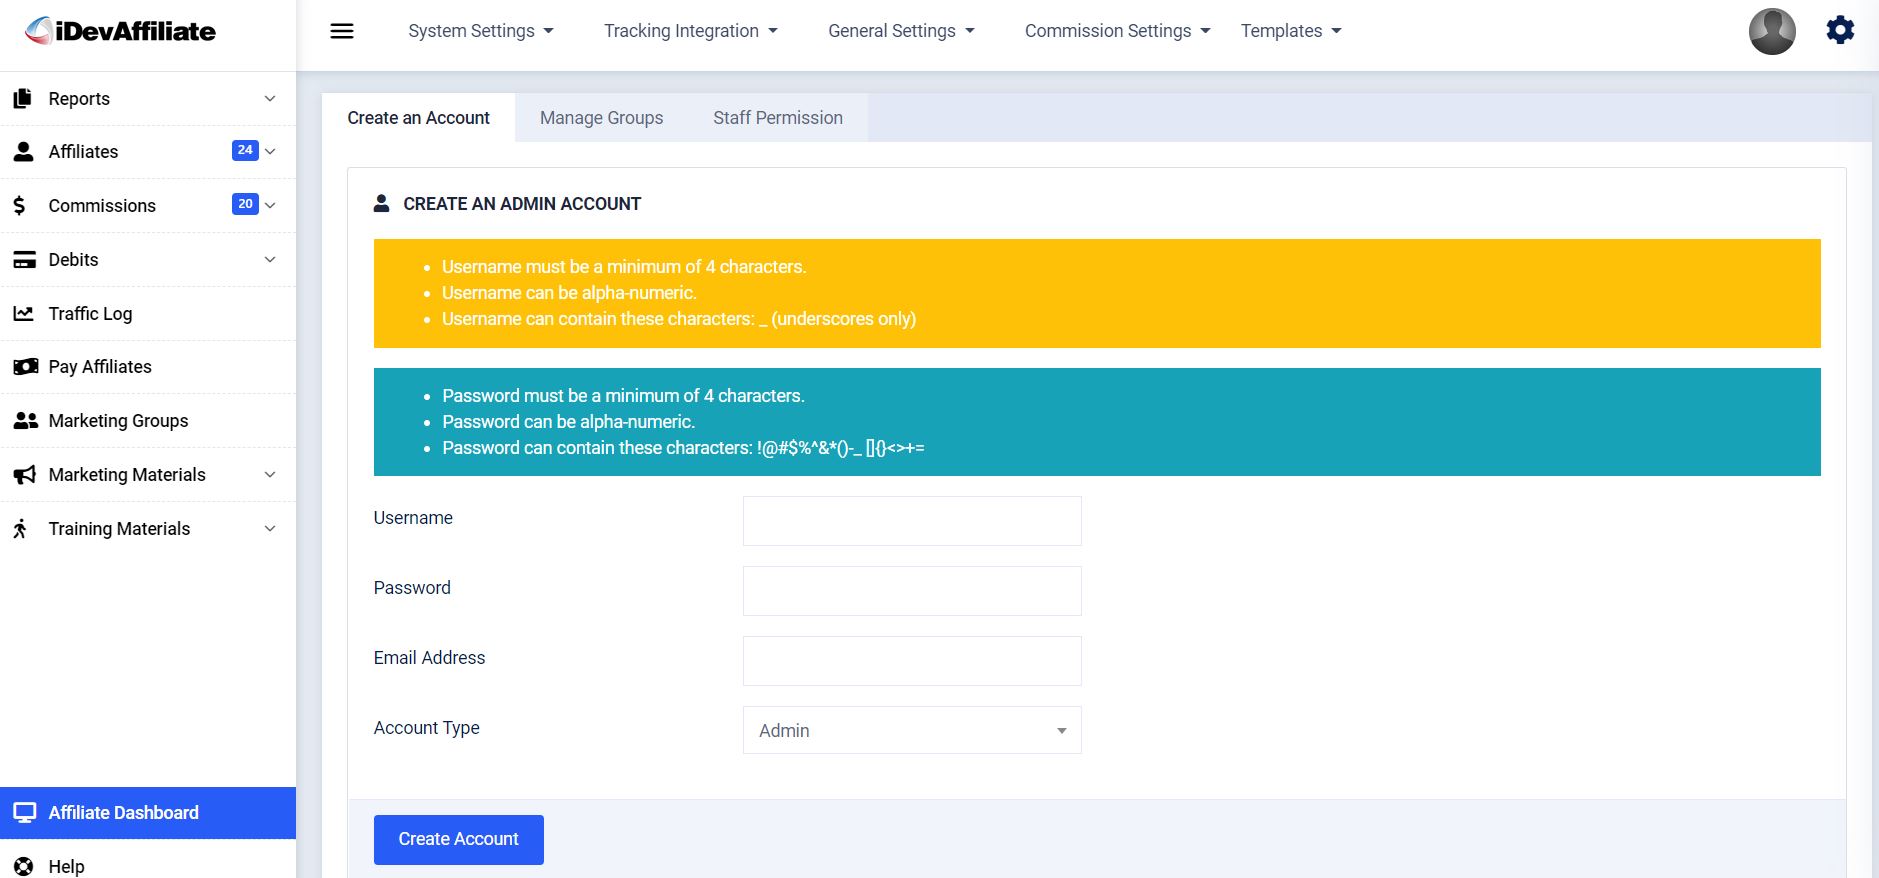 iDevAffiliate
System Settings
Tracking Integration
General Settings
Commission Settings
Templates
Reports
Affiliates 24
Commissions 20
Debits
Traffic Log
Pay Affiliates
Marketing Groups
Marketing Materials
Training Materials
Affiliate Dashboard
Help
Create an Account
Manage Groups
Staff Permission
CREATE AN ADMIN ACCOUNT
• Username must be a minimum of 4 characters.
• Username can be alpha-numeric.
• Username can contain these characters: _ (underscores only)
• Password must be a minimum of 4 characters.
• Password can be alpha-numeric.
• Password can contain these characters: !@#$%^&*()-_ []{}<>+=
Username
Password
Email Address
Account Type Admin
Create Account